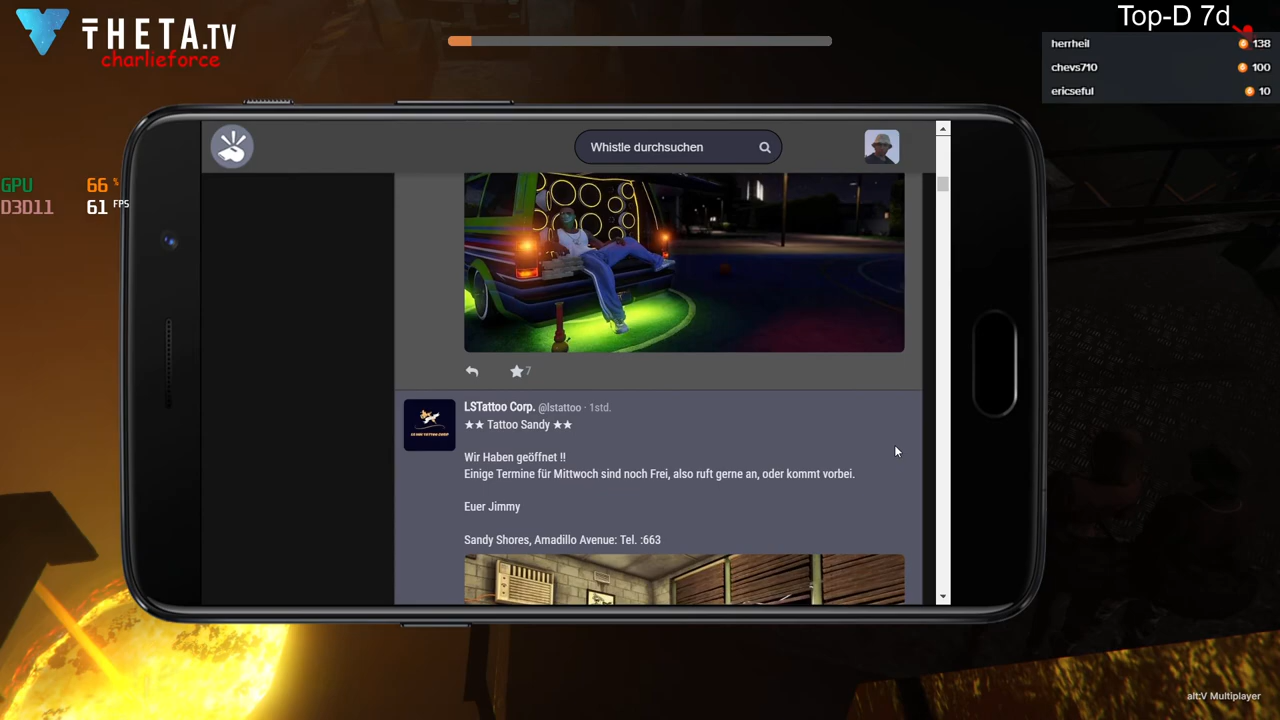 THETA.TV
charlieforce
Top-D 7d
herrheil 138
chevs710 100
ericseful 10
GPU 66 %
D3D11 61 FPS
Whistle durchsuchen
7
LSTattoo Corp. @lstattoo · 1std.
★★ Tattoo Sandy ★★
Wir Haben geöffnet !!
Einige Termine für Mittwoch sind noch Frei, also ruft gerne an, oder kommt vorbei.
Euer Jimmy
Sandy Shores, Amadillo Avenue: Tel. :663
alt:V Multiplayer